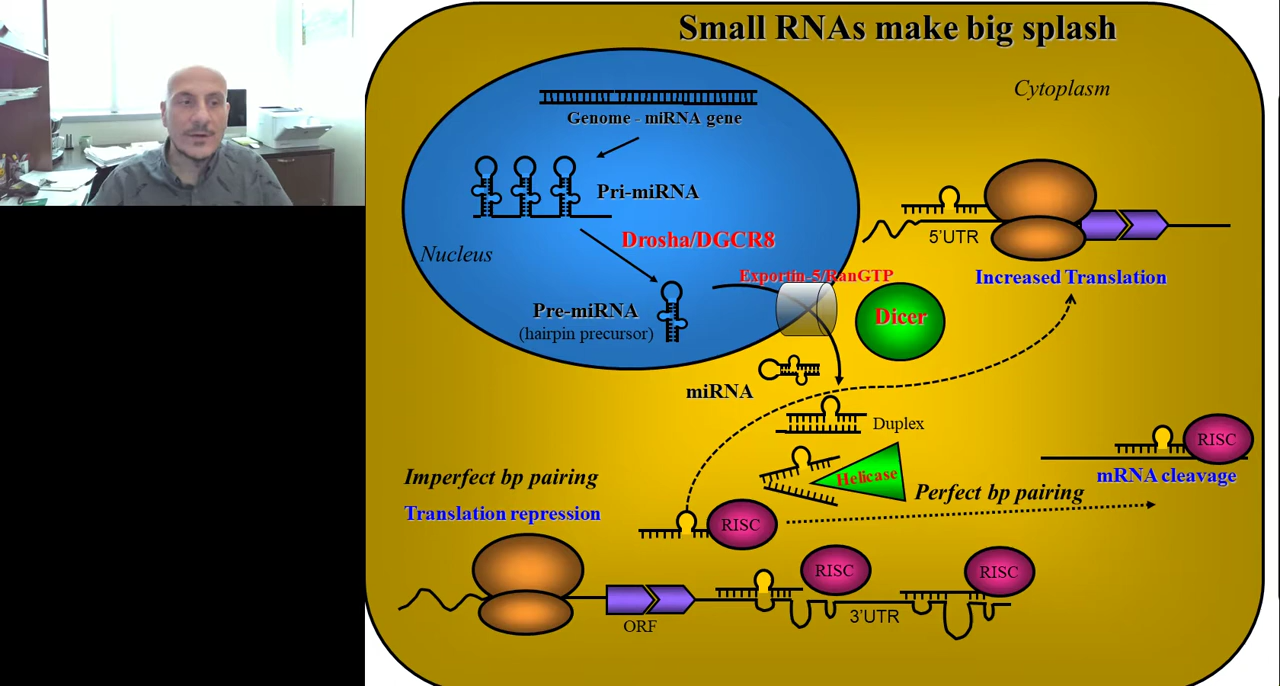 Small RNAs make big splash
Cytoplasm
Genome - miRNA gene
Pri-miRNA
Drosha/DGCR8
Nucleus
Exportin-5/RanGTP
Pre-miRNA
(hairpin precursor)
Dicer
5'UTR
Increased Translation
miRNA
Duplex
Helicase
RISC
mRNA cleavage
Perfect bp pairing
Imperfect bp pairing
Translation repression
RISC
RISC
RISC
ORF
3'UTR